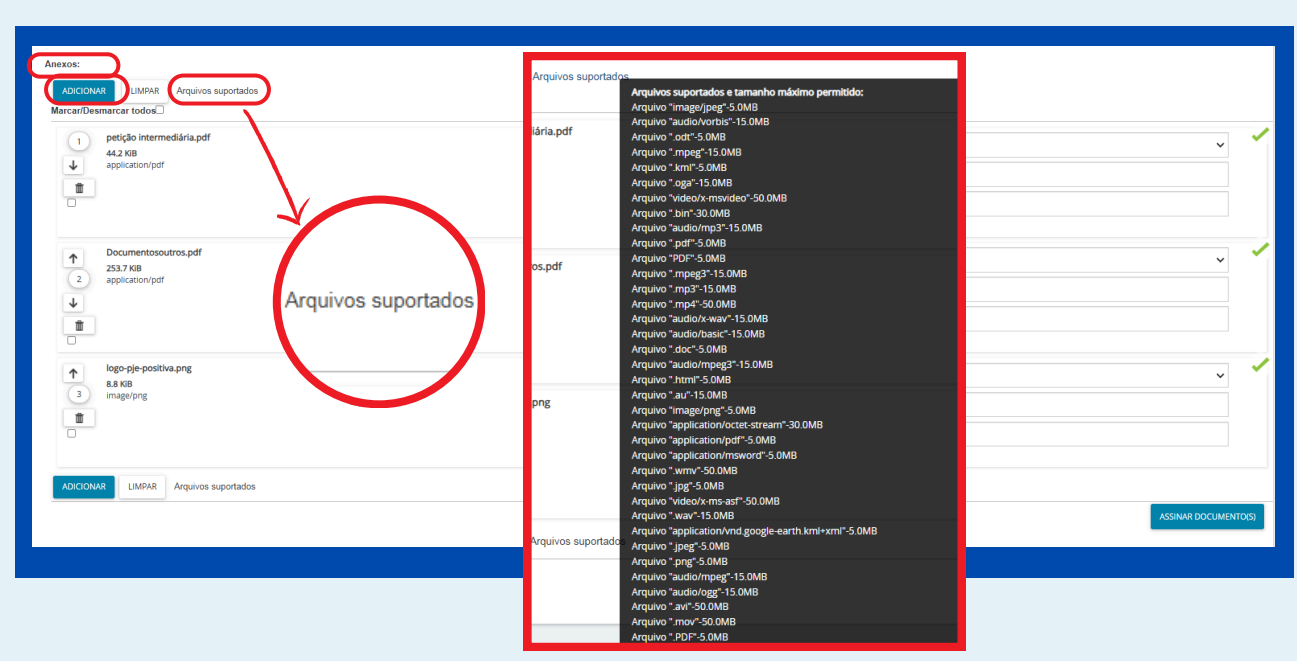 Anexos:
ADICIONAR LIMPAR Arquivos suportados
Marcar/Desmarcar todos
1
petição intermediária.pdf
44.2 KiB
application/pdf
Documentosoutros.pdf
253.7 KiB
2
application/pdf
logo-pje-positiva.png
8.8 KiB
3
image/png
ADICIONAR LIMPAR Arquivos suportados
Arquivos suportados
Arquivos suportados
iária.pdf
os.pdf
png
Arquivos suportados
Arquivos suportados e tamanho máximo permitido:
Arquivo "image/jpeg"-5.0MB
Arquivo "audio/vorbis"-15.0MB
Arquivo ".odt"-5.0MB
Arquivo ".mpeg"-15.0MB
Arquivo ".kml"-5.0MB
Arquivo ".oga"-15.0MB
Arquivo "video/x-msvideo"-50.0MB
Arquivo ".bin"-30.0MB
Arquivo "audio/mp3"-15.0MB
Arquivo ".pdf"-5.0MB
Arquivo "PDF"-5.0MB
Arquivo ".mpeg3"-15.0MB
Arquivo ".mp3"-15.0MB
Arquivo ".mp4"-50.0MB
Arquivo "audio/x-wav"-15.0MB
Arquivo "audio/basic"-15.0MB
Arquivo ".doc"-5.0MB
Arquivo "audio/mpeg3"-15.0MB
Arquivo ".html"-5.0MB
Arquivo ".au"-15.0MB
Arquivo "image/png"-5.0MB
Arquivo "application/octet-stream"-30.0MB
Arquivo "application/pdf"-5.0MB
Arquivo "application/msword"-5.0MB
Arquivo ".wmv"-50.0MB
Arquivo ".jpg"-5.0MB
Arquivo "video/x-ms-asf"-50.0MB
Arquivo ".wav"-15.0MB
Arquivo "application/vnd.google-earth.kml+xml"-5.0MB
Arquivo ".jpeg"-5.0MB
Arquivo ".png"-5.0MB
Arquivo "audio/mpeg"-15.0MB
Arquivo "audio/ogg"-15.0MB
Arquivo ".avi"-50.0MB
Arquivo ".mov"-50.0MB
Arquivo ".PDF"-5.0MB
ASSINAR DOCUMENTO(S)